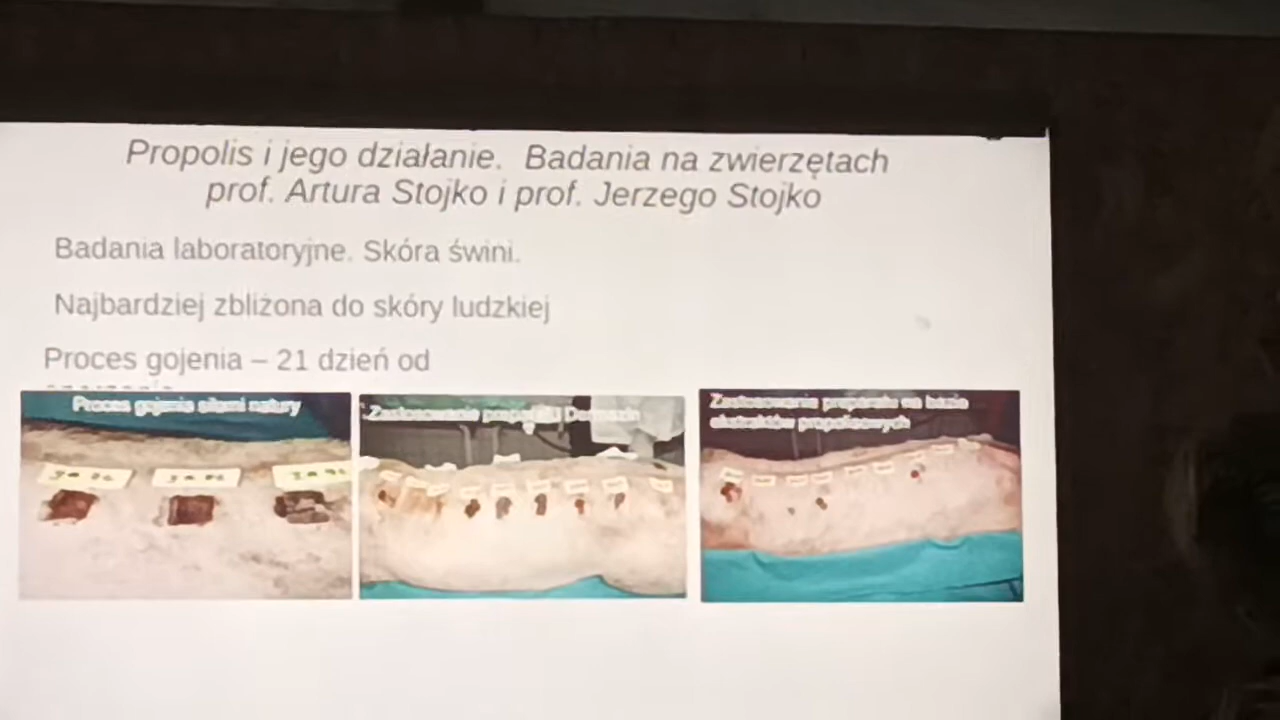 Propolis i jego działanie. Badania na zwierzętach
prof. Artura Stojko i prof. Jerzego Stojko
Badania laboratoryjne. Skóra świni.
Najbardziej zbliżona do skóry ludzkiej
Proces gojenia – 21 dzień od
Proces gojenia siłami natury
Zastosowanie preparatu Dermazin
Zastosowanie preparatu na bazie
ekstraktów propolisowych